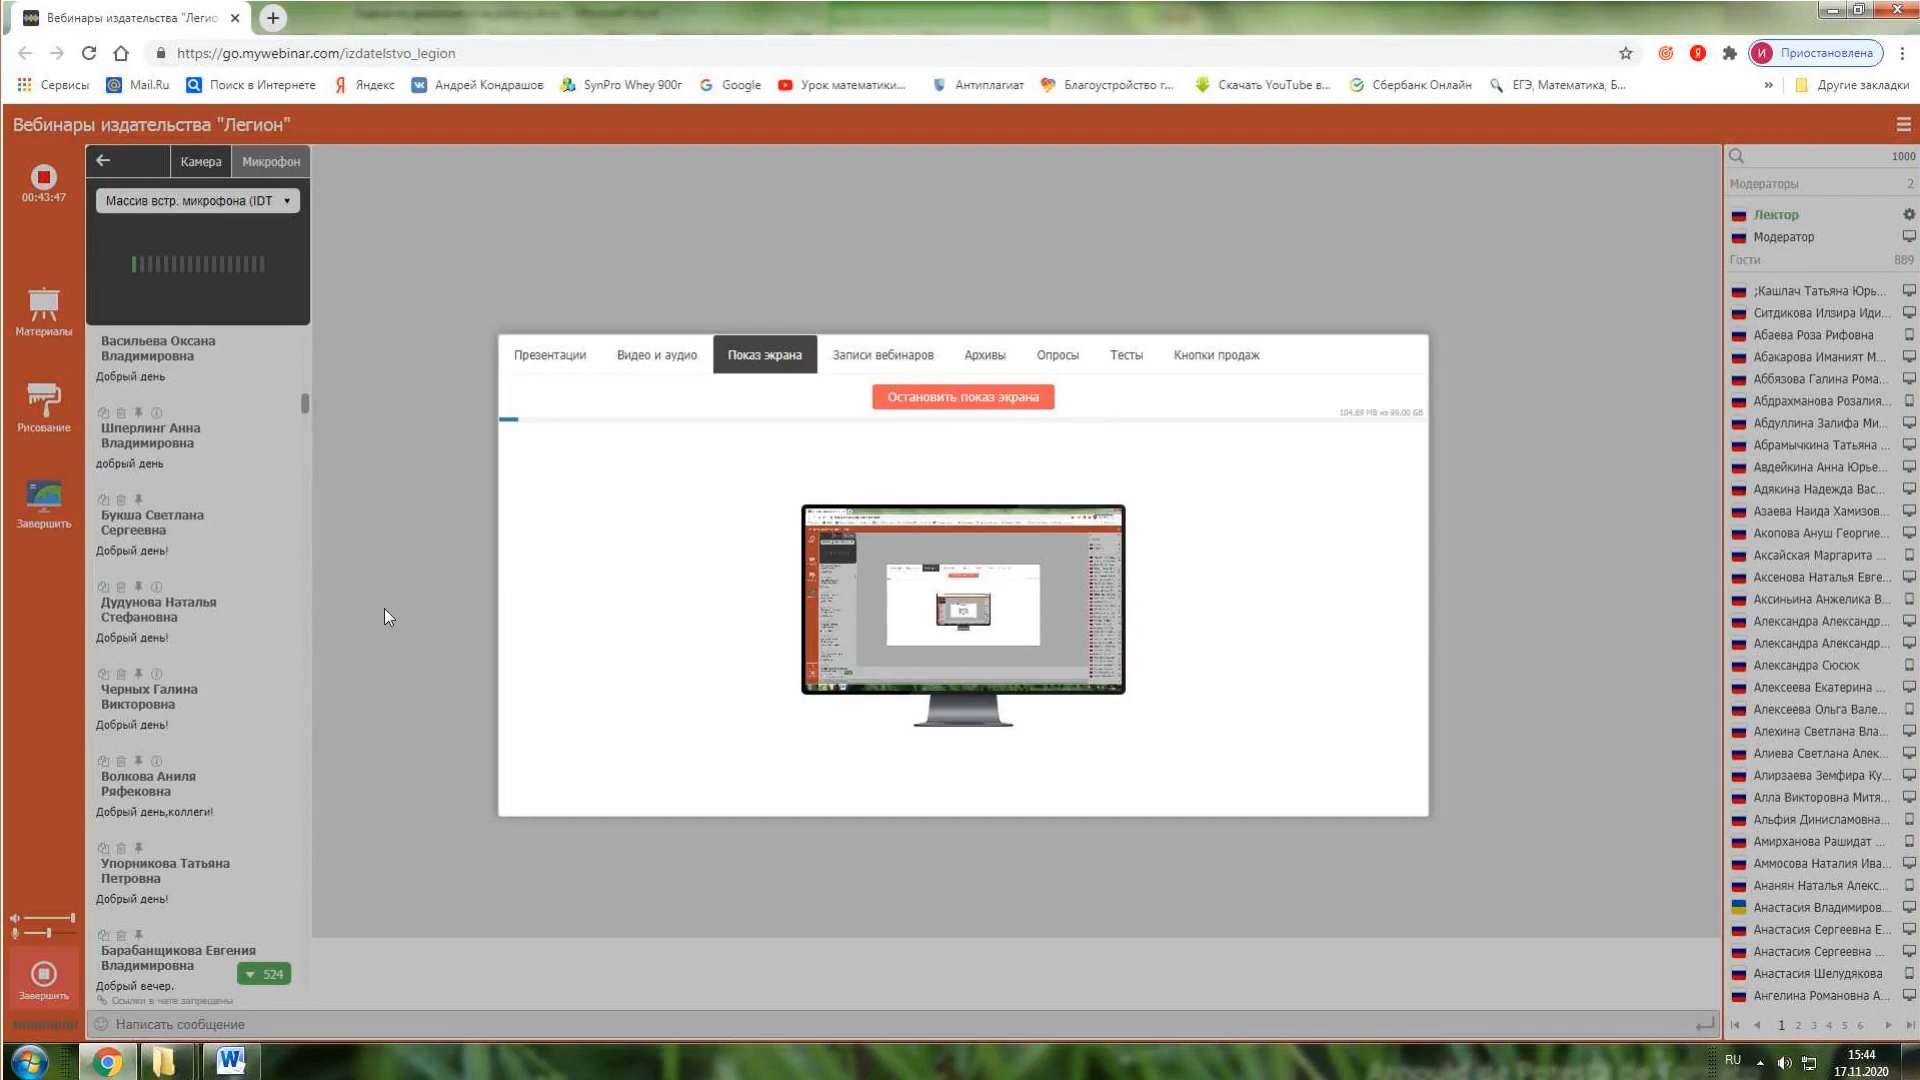 Вебинары издательства "Легио
https://go.mywebinar.com/izdatelstvo_legion
И Приостановлена
Сервисы Mail.Ru Поиск в Интернете Яндекс Андрей Кондрашов SynPro Whey 900г Google Урок математики... Антиплагиат Благоустройство г... Скачать YouTube в... Сбербанк Онлайн ЕГЭ, Математика, Б... » Другие закладки
Вебинары издательства "Легион"
00:43:47
Материалы
Рисование
Завершить
Завершить
Камера Микрофон
Массив встр. микрофона (IDT
Васильева Оксана
Владимировна
Добрый день
Шперлинг Анна
Владимировна
добрый день
Букша Светлана
Сергеевна
Добрый день!
Дудунова Наталья
Стефановна
Добрый день!
Черных Галина
Викторовна
Добрый день!
Волкова Аниля
Ряфековна
Добрый день,коллеги!
Упорникова Татьяна
Петровна
Добрый день!
Барабанщикова Евгения
Владимировна
524
Добрый вечер.
Ссылки в чате запрещены
Написать сообщение
Презентации Видео и аудио Показ экрана Записи вебинаров Архивы Опросы Тесты Кнопки продаж
Остановить показ экрана
104.69 MB из 99.00 GB
1000
Модераторы 2
Лектор
Модератор
Гости 889
;Кашлач Татьяна Юрь...
Ситдикова Илзира Иди...
Абаева Роза Рифовна
Абакарова Иманият М...
Аббязова Галина Рома...
Абдрахманова Розалия...
Абдуллина Залифа Ми...
Абрамычкина Татьяна ...
Авдейкина Анна Юрье...
Адякина Надежда Вас...
Азаева Наида Хамизов...
Акопова Ануш Георгие...
Аксайская Маргарита ...
Аксенова Наталья Евге...
Аксиньина Анжелика В...
Александра Александр...
Александра Александр...
Александра Сюсюк
Алексеева Екатерина ...
Алексеева Ольга Вале...
Алехина Светлана Вла...
Алиева Светлана Алек...
Алирзаева Земфира Ку...
Алла Викторовна Митя...
Альфия Динисламовна...
Амирханова Рашидат ...
Аммосова Наталия Ива...
Ананян Наталья Алекс...
Анастасия Владимиров...
Анастасия Сергеевна Е...
Анастасия Сергеевна ...
Анастасия Шелудякова
Ангелина Романовна А...
1 2 3 4 5 6
RU
15:44
17.11.2020